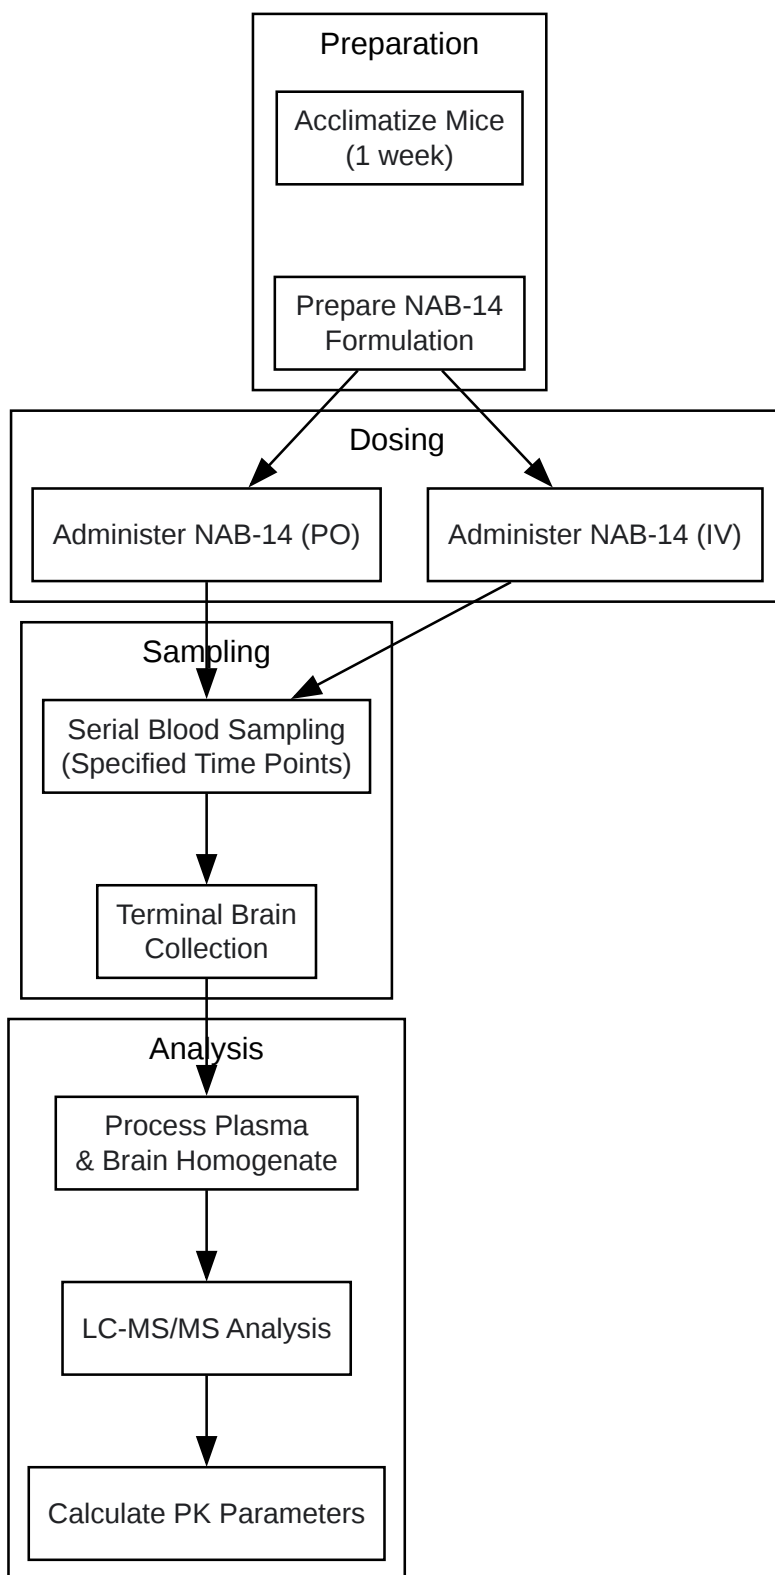 Preparation
Acclimatize Mice
(1 week)
Prepare NAB-14
Formulation
Dosing
Administer NAB-14 (PO)
Administer NAB-14 (IV)
Sampling
Serial Blood Sampling
(Specified Time Points)
Terminal Brain
Collection
Analysis
Process Plasma
& Brain Homogenate
LC-MS/MS Analysis
Calculate PK Parameters